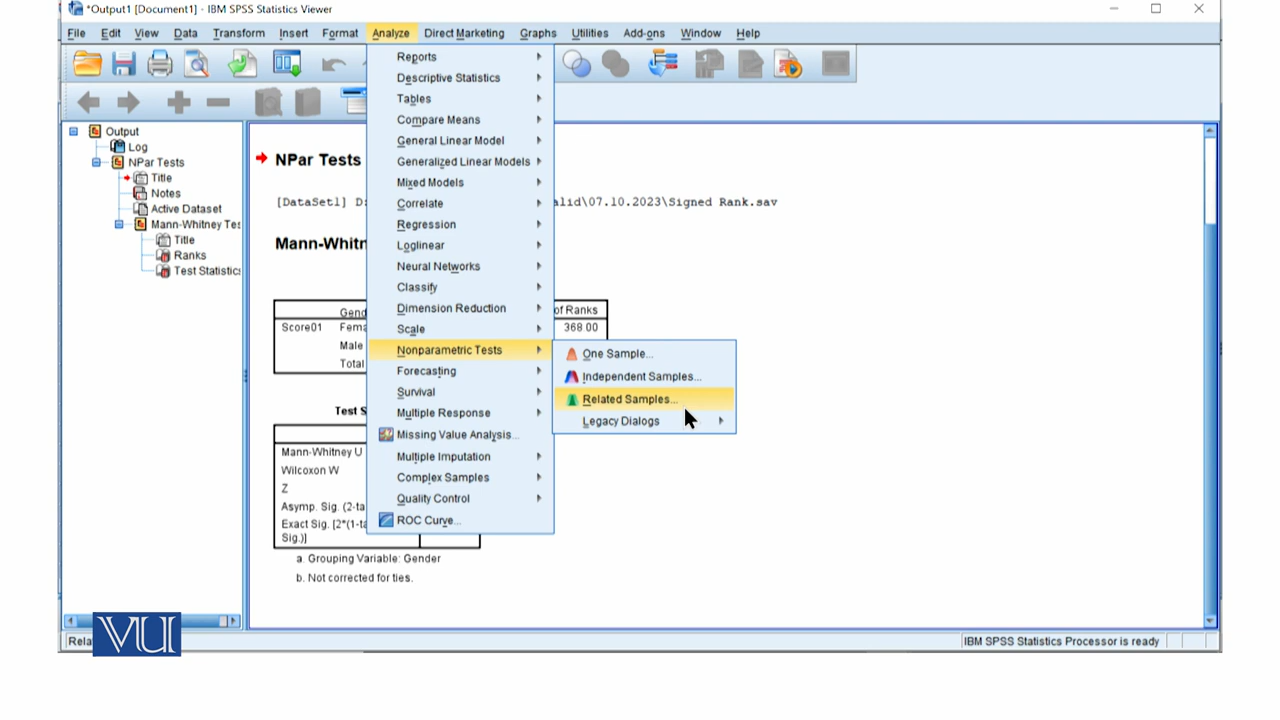 *Output1 [Document1] - IBM SPSS Statistics Viewer
File Edit View Data Transform Insert Format Analyze Direct Marketing Graphs Utilities Add-ons Window Help
Reports
Descriptive Statistics
Tables
Compare Means
General Linear Model
Generalized Linear Models
Mixed Models
Correlate
Regression
Loglinear
Neural Networks
Classify
Dimension Reduction
Scale
Nonparametric Tests
Forecasting
Survival
Multiple Response
Missing Value Analysis...
Multiple Imputation
Complex Samples
Quality Control
ROC Curve...
One Sample...
Independent Samples...
Related Samples...
Legacy Dialogs
Output
Log
NPar Tests
Title
Notes
Active Dataset
Mann-Whitney Tes
Title
Ranks
Test Statistics
NPar Tests
[DataSet1] D: alid\07.10.2023\Signed Rank.sav
Mann-Whitn
Gend of Ranks
Score01 Fema 368.00
Male
Total
Test S
Mann-Whitney U
Wilcoxon W
Z
Asymp. Sig. (2-ta
Exact Sig. [2*(1-ta
Sig.)]
a. Grouping Variable: Gender
b. Not corrected for ties.
Rela
VU
IBM SPSS Statistics Processor is ready